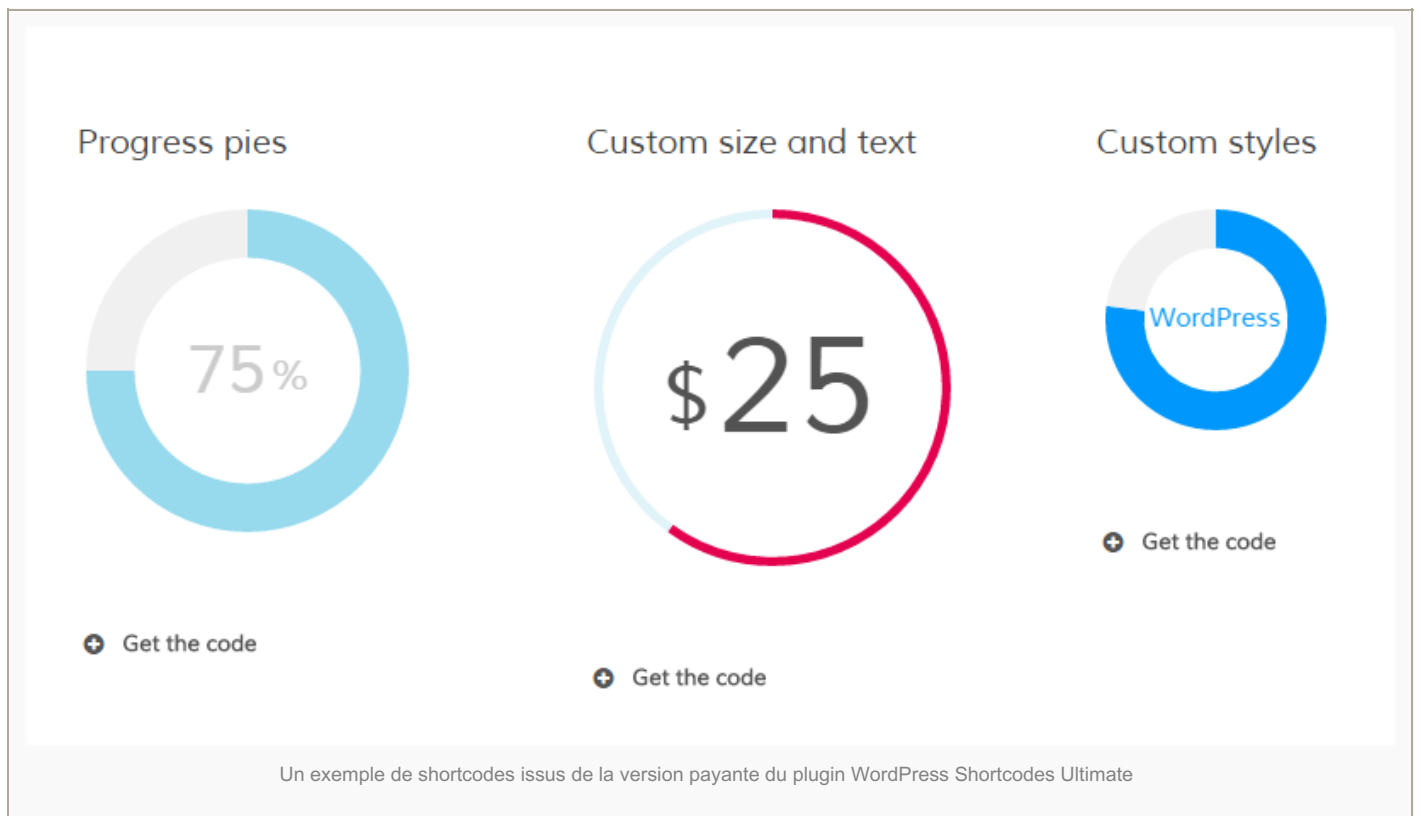 Progress pies
75%
Get the code
Custom size and text
$25
Get the code
Custom styles
WordPress
Get the code
Un exemple de shortcodes issus de la version payante du plugin WordPress Shortcodes Ultimate